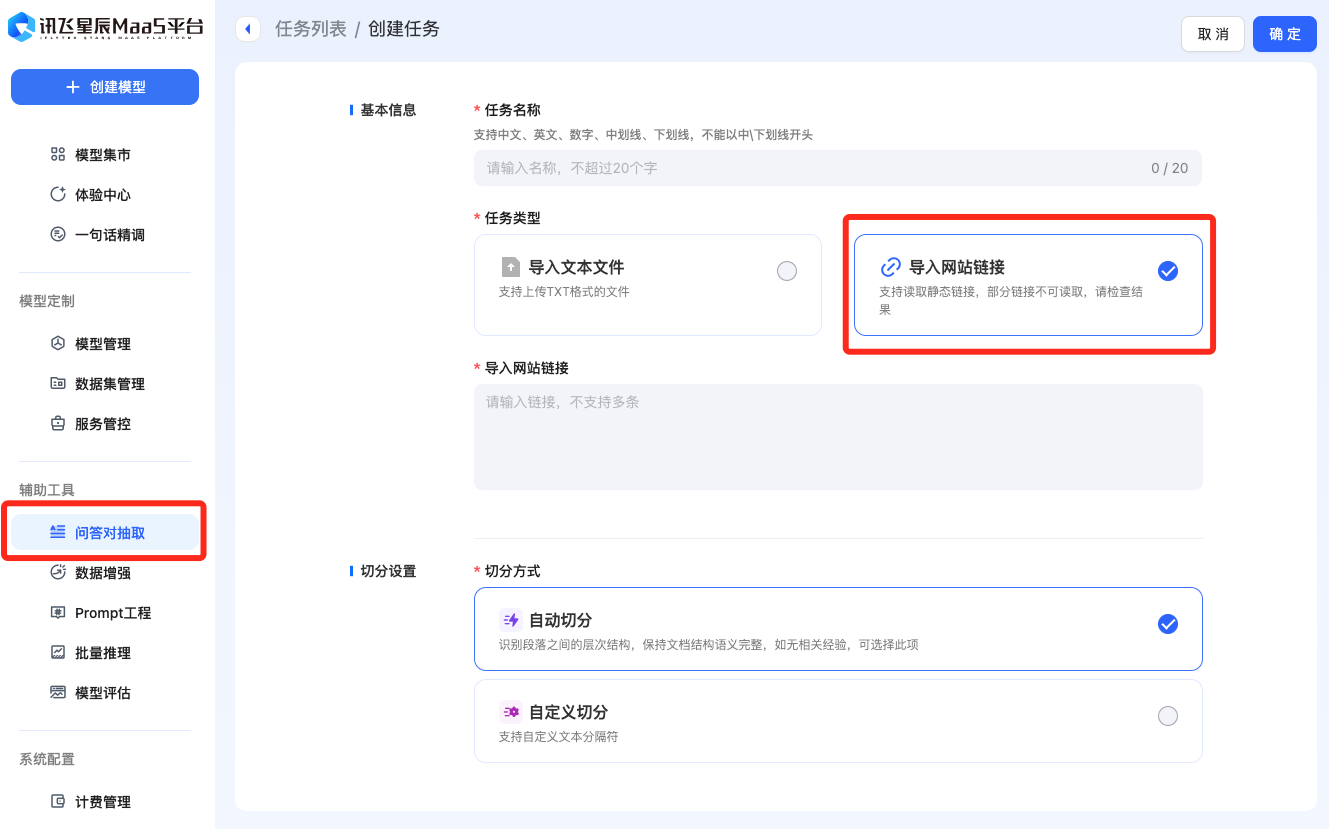 讯飞星辰MaaS平台
IFLYTEK STARS MAAS PLATFORM
创建模型
模型集市
体验中心
一句话精调
模型定制
模型管理
数据集管理
服务管控
辅助工具
问答对抽取
数据增强
Prompt工程
批量推理
模型评估
系统配置
计费管理
任务列表 / 创建任务
取 消
确 定
基本信息
* 任务名称
支持中文、英文、数字、中划线、下划线，不能以中\下划线开头
请输入名称，不超过20个字
0 / 20
* 任务类型
导入文本文件
支持上传TXT格式的文件
导入网站链接
支持读取静态链接，部分链接不可读取，请检查结
果
* 导入网站链接
请输入链接，不支持多条
切分设置
* 切分方式
自动切分
识别段落之间的层次结构，保持文档结构语义完整，如无相关经验，可选择此项
自定义切分
支持自定义文本分隔符